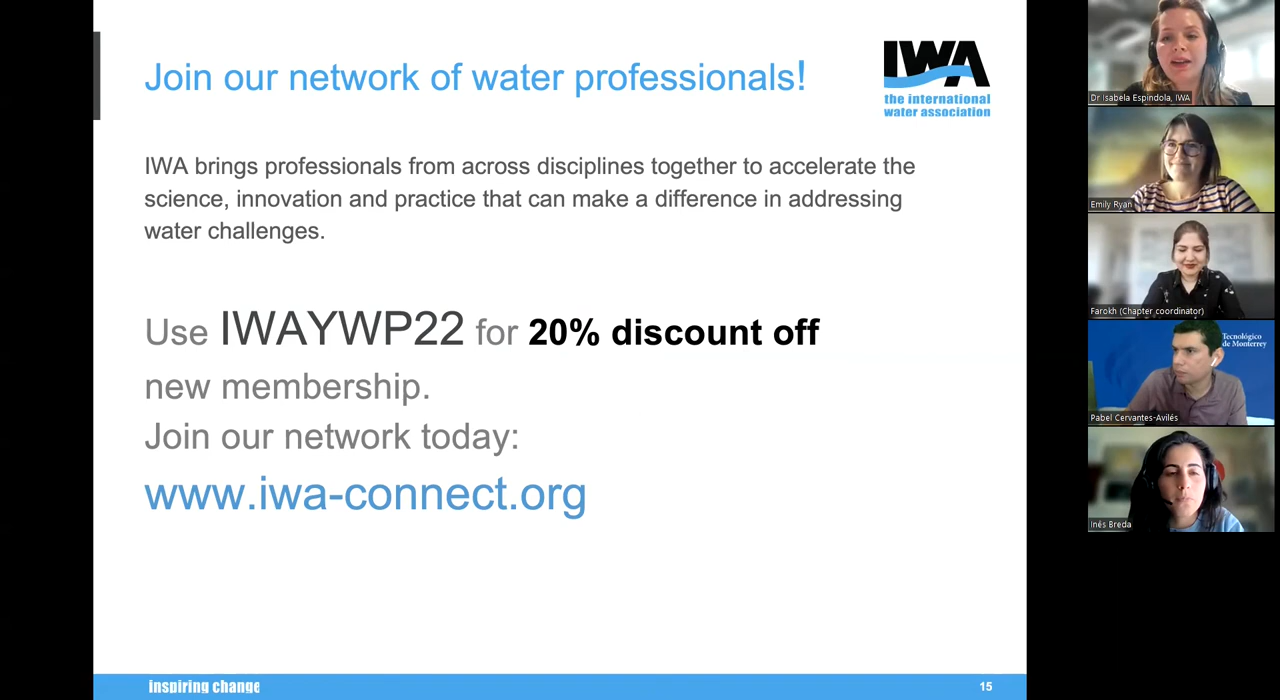 Join our network of water professionals!
IWA
the international
water association
IWA brings professionals from across disciplines together to accelerate the
science, innovation and practice that can make a difference in addressing
water challenges.
Use IWAYWP22 for 20% discount off
new membership.
Join our network today:
www.iwa-connect.org
inspiring change
15
Dr Isabela Espindola, IWA
Emily Ryan
Farokh (Chapter coordinator)
Tecnológico
de Monterrey
Pabel Cervantes-Avilés
Inês Breda